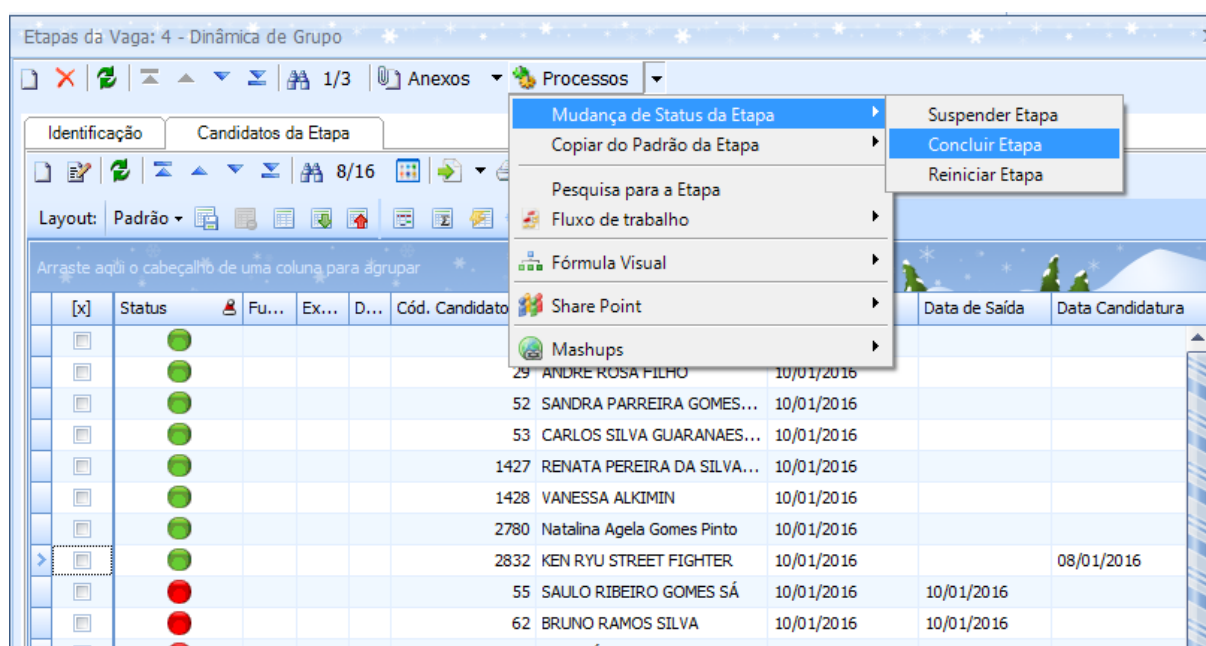 Etapas da Vaga: 4 - Dinâmica de Grupo
1/3 Anexos Processos
Mudança de Status da Etapa
Copiar do Padrão da Etapa
Pesquisa para a Etapa
Fluxo de trabalho
Fórmula Visual
Share Point
Mashups
Suspender Etapa
Concluir Etapa
Reiniciar Etapa
Identificação Candidatos da Etapa
8/16
Layout: Padrão
Arraste aqui o cabeçalho de uma coluna para agrupar
[x] Status Fu... Ex... D... Cód. Candidato Data de Saída Data Candidatura
29 ANDRE ROSA FILHO 10/01/2016
52 SANDRA PARREIRA GOMES... 10/01/2016
53 CARLOS SILVA GUARANAES... 10/01/2016
1427 RENATA PEREIRA DA SILVA... 10/01/2016
1428 VANESSA ALKIMIN 10/01/2016
2780 Natalina Agela Gomes Pinto 10/01/2016
2832 KEN RYU STREET FIGHTER 10/01/2016 08/01/2016
55 SAULO RIBEIRO GOMES SÁ 10/01/2016 10/01/2016
62 BRUNO RAMOS SILVA 10/01/2016 10/01/2016